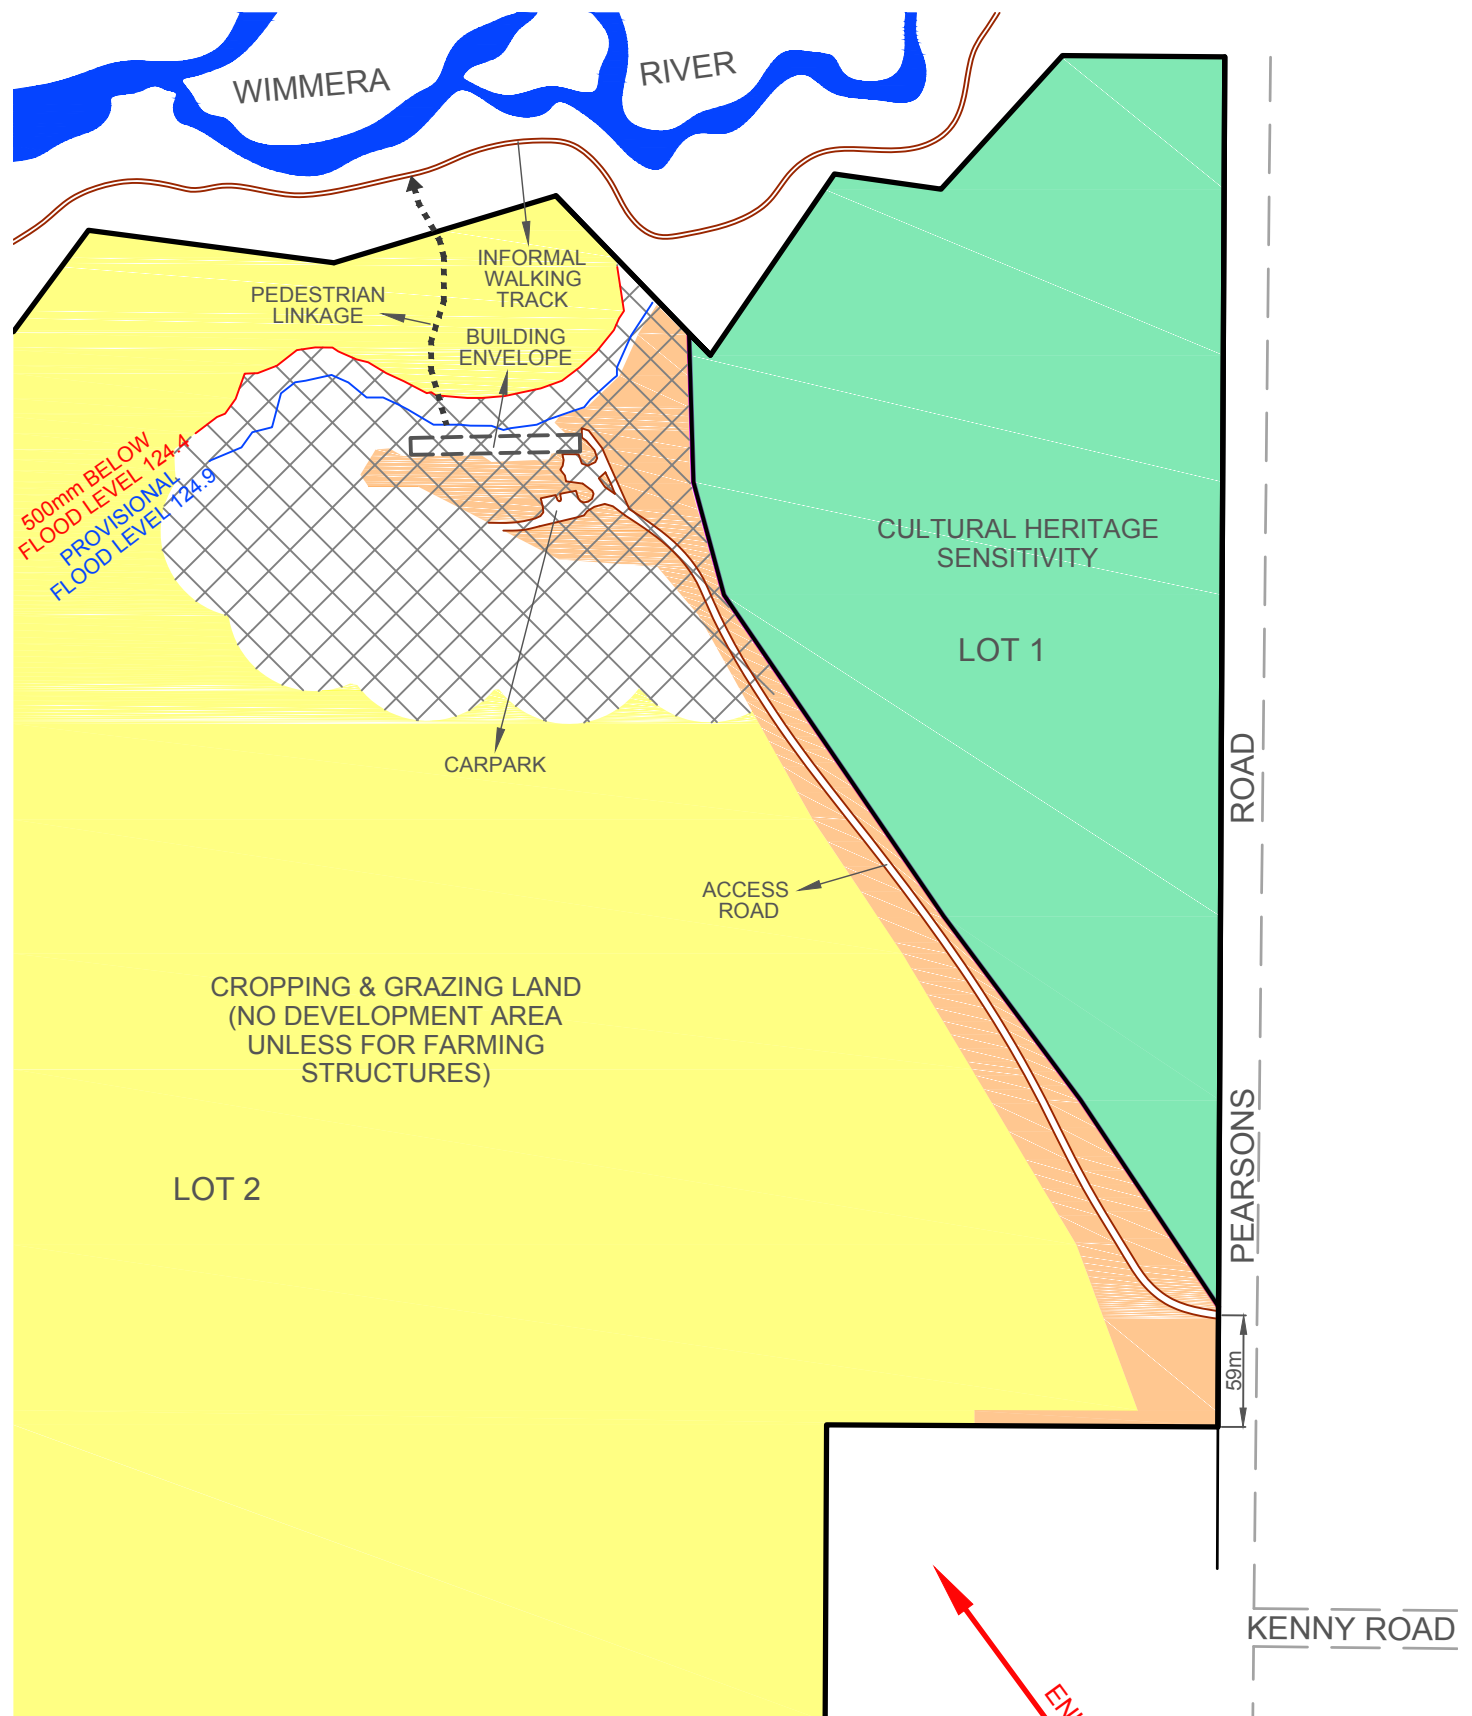 WIMMERA
RIVER
INFORMAL
WALKING
TRACK
PEDESTRIAN
LINKAGE
BUILDING
ENVELOPE
500mm BELOW
FLOOD LEVEL 124.4
PROVISIONAL
FLOOD LEVEL 124.9
CULTURAL HERITAGE
SENSITIVITY
LOT 1
CARPARK
ACCESS
ROAD
CROPPING & GRAZING LAND
(NO DEVELOPMENT AREA
UNLESS FOR FARMING
STRUCTURES)
LOT 2
PEARSONS ROAD
59m
KENNY ROAD